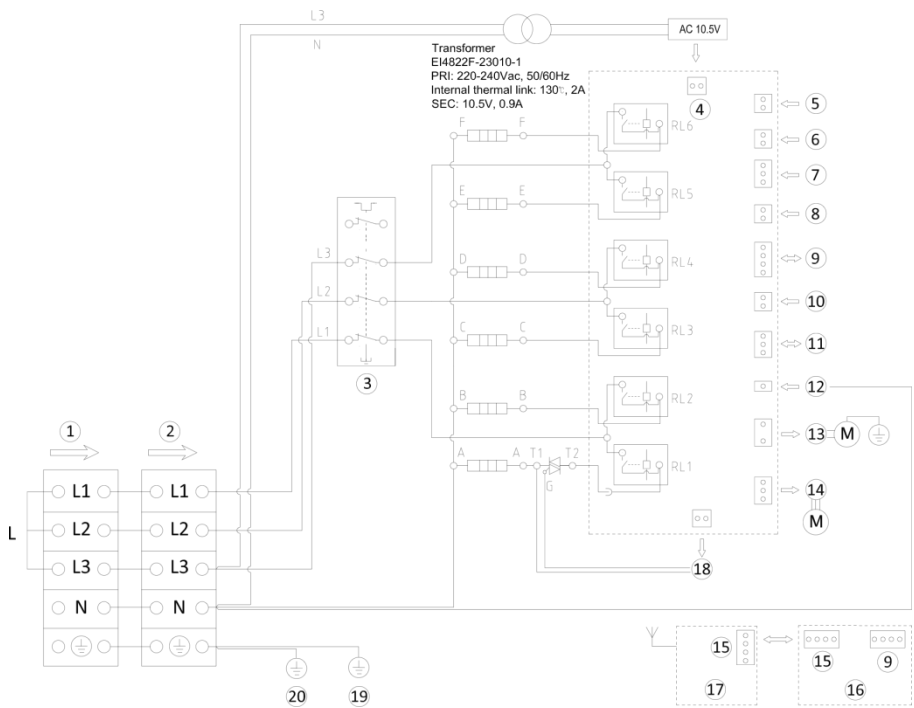 L3
N
AC 10.5V
Transformer
EI4822F-23010-1
PRI: 220-240Vac, 50/60Hz
Internal thermal link: 130℃, 2A
SEC: 10.5V, 0.9A
4
5
F F
RL6
6
7
E E
RL5
8
L3
D D
RL4
9
L2
10
C C
RL3
L1
11
3
B B
RL2
12
1
2
13 M
A A T1 T2
G
RL1
14
M
L1 L1
L
L2 L2
L3 L3
18
N N
20
19
15
17
15
9
16